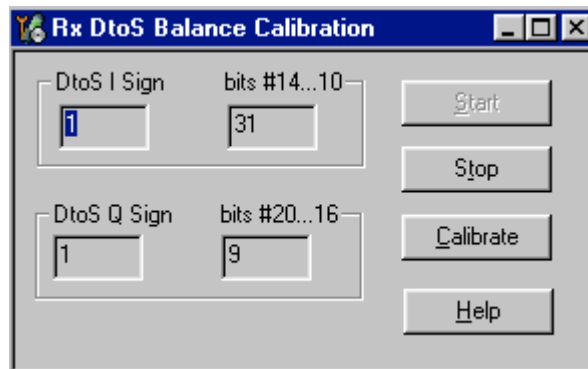 Rx DtoS Balance Calibration
DtoS I Sign bits #14...10
1 31
Start
Stop
DtoS Q Sign bits #20...16
1 9
Calibrate
Help